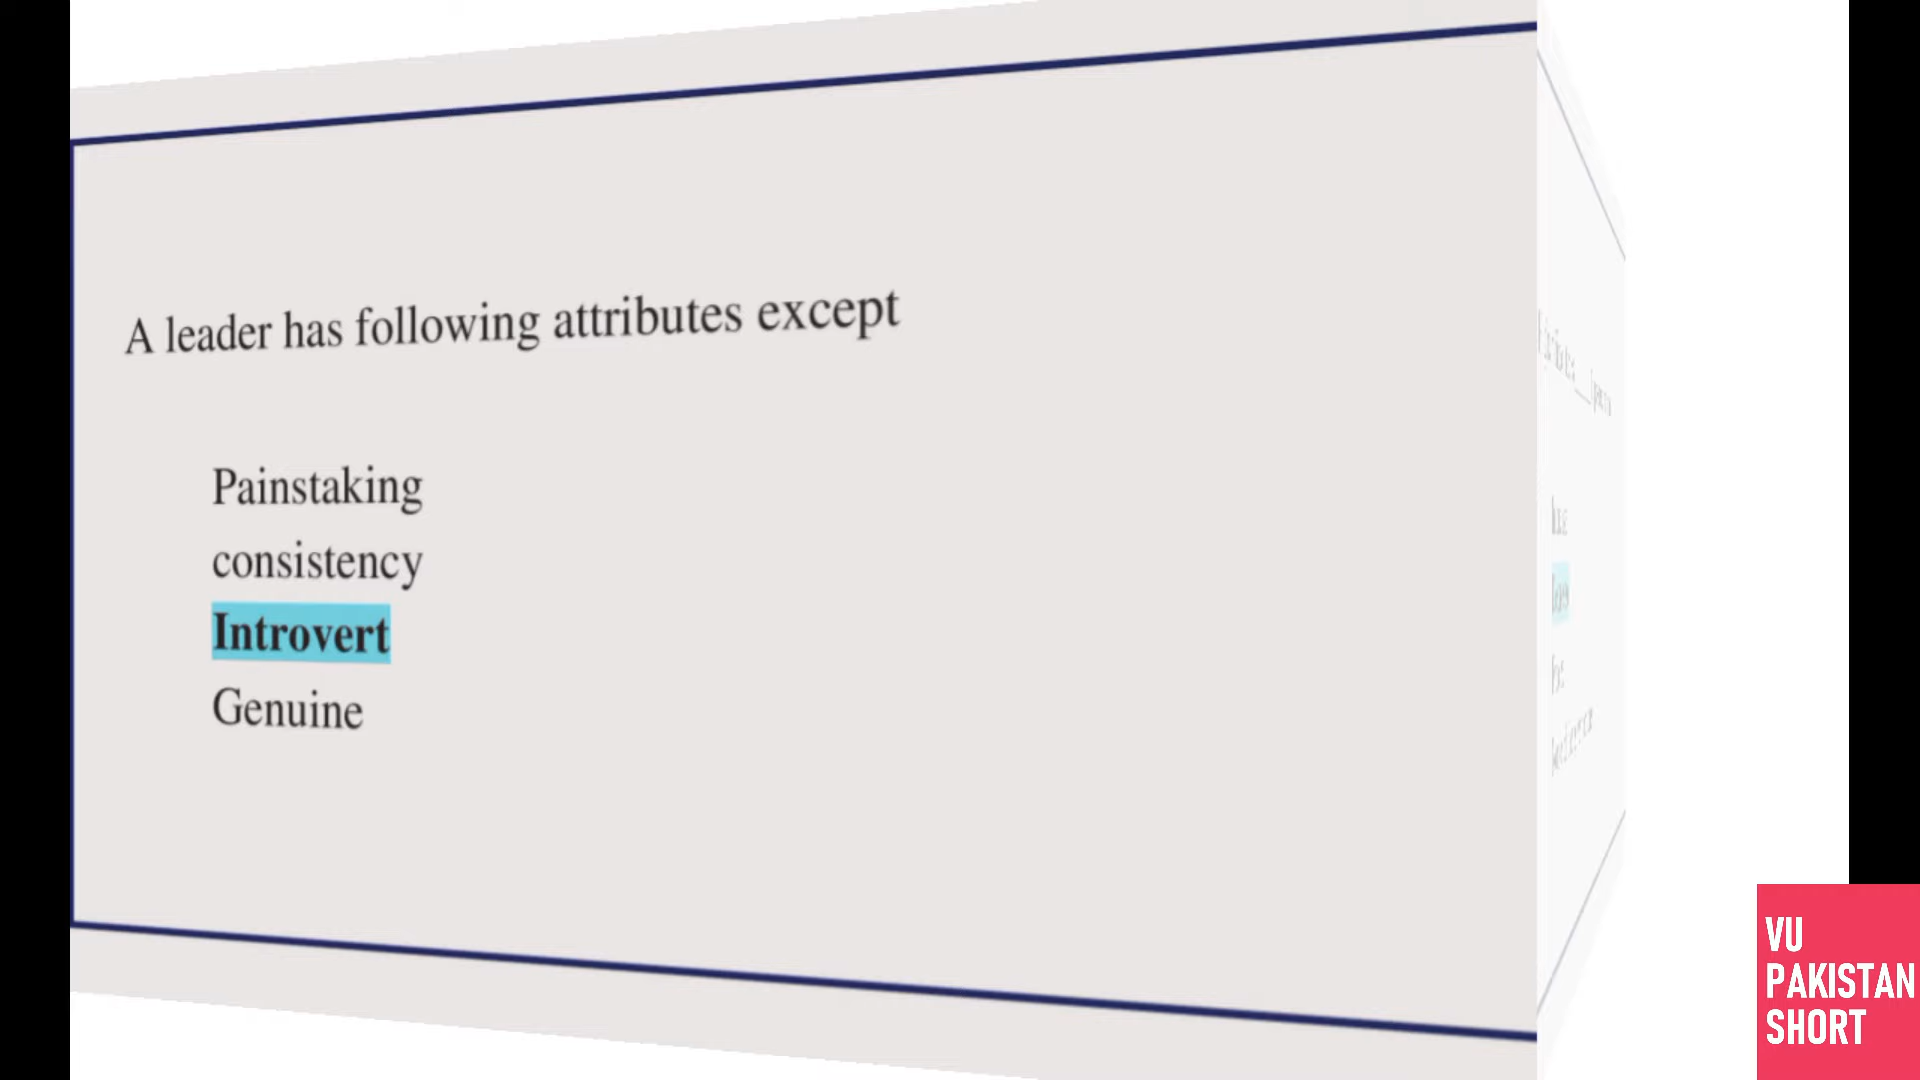 A leader has following attributes except
Painstaking
consistency
Introvert
Genuine
VU
PAKISTAN
SHORT